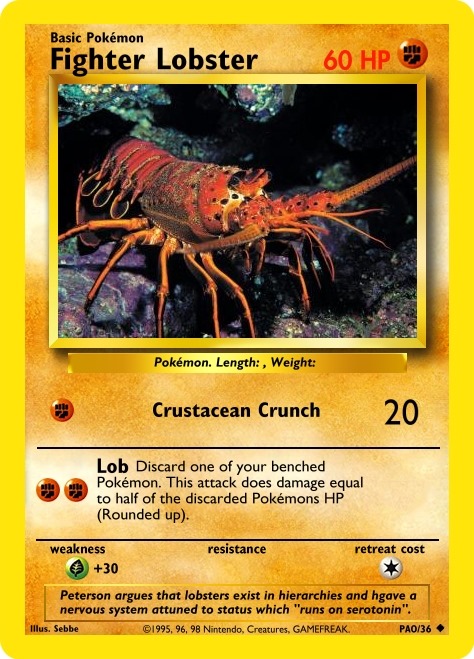 Basic Pokémon
Fighter Lobster 60 HP
Pokémon. Length: , Weight:
Crustacean Crunch 20
Lob Discard one of your benched
Pokémon. This attack does damage equal
to half of the discarded Pokémons HP
(Rounded up).
weakness resistance retreat cost
+30
Peterson argues that lobsters exist in hierarchies and hgave a
nervous system attuned to status which "runs on serotonin".
Illus. Sebbe ©1995, 96, 98 Nintendo, Creatures, GAMEFREAK. PAO/36